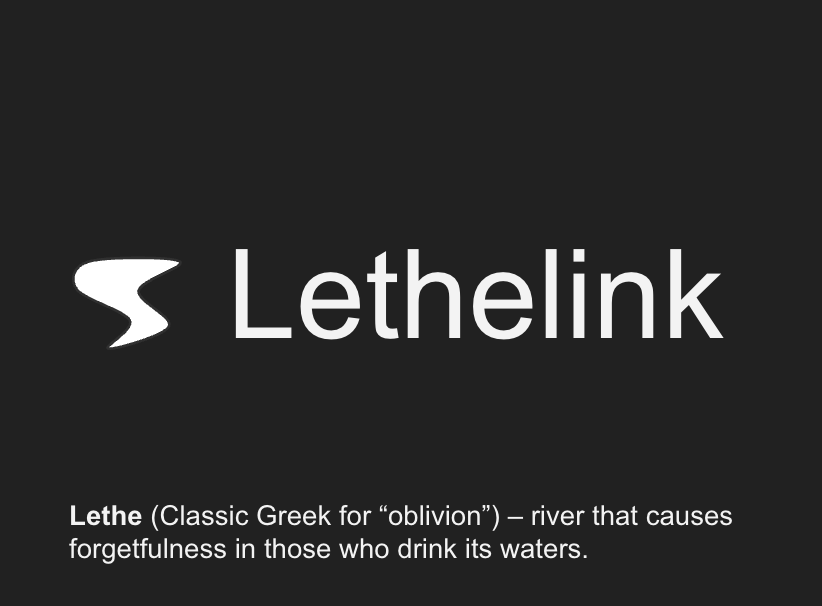 Lethelink
Lethe (Classic Greek for “oblivion”) – river that causes
forgetfulness in those who drink its waters.